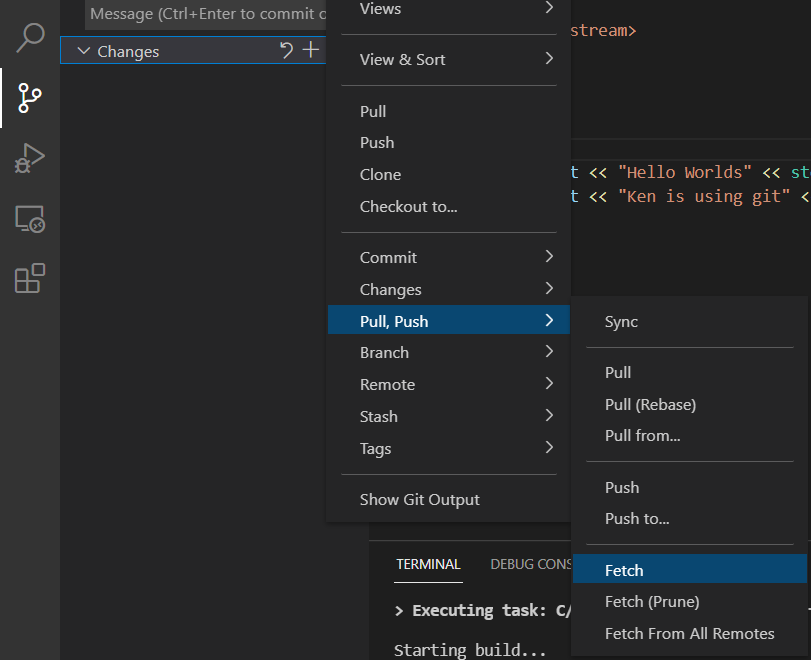 Message (Ctrl+Enter to commit o
Changes
Views
View & Sort
Pull
Push
Clone
Checkout to...
Commit
Changes
Pull, Push
Branch
Remote
Stash
Tags
Show Git Output
stream>
t << "Hello Worlds" << st
t << "Ken is using git" <
Sync
Pull
Pull (Rebase)
Pull from...
Push
Push to...
Fetch
Fetch (Prune)
Fetch From All Remotes
TERMINAL DEBUG CONS
> Executing task: C/
Starting build...